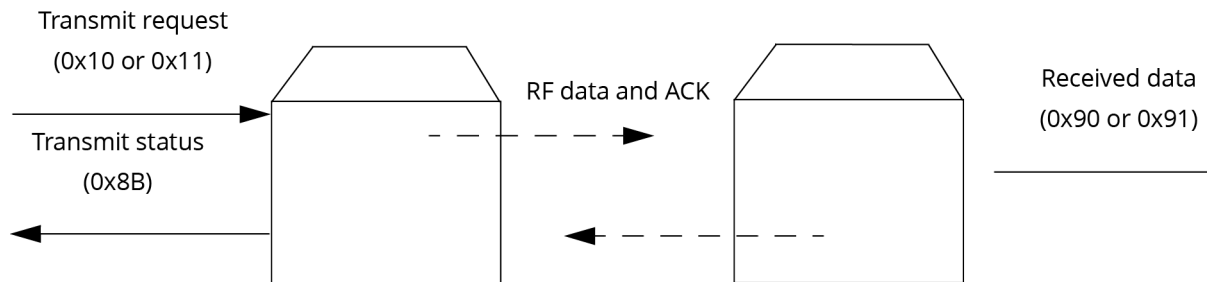 Transmit request
(0x10 or 0x11)
Transmit status
(0x8B)
RF data and ACK
Received data
(0x90 or 0x91)